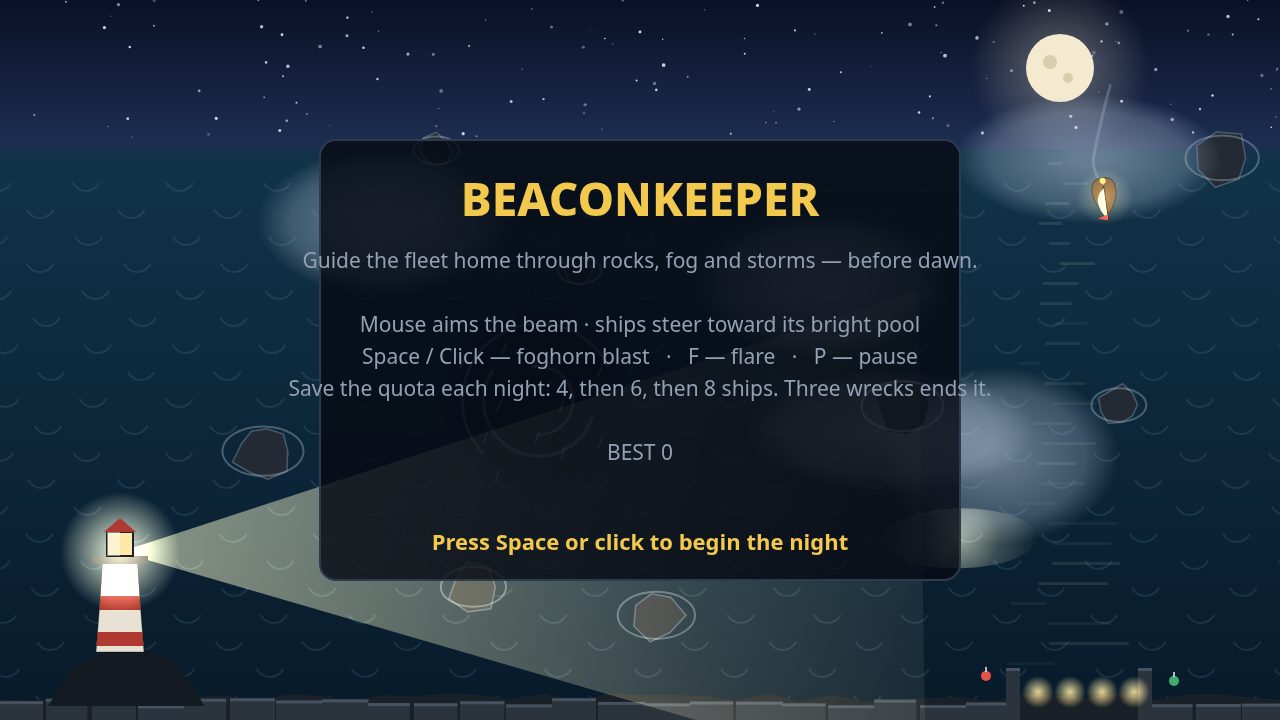 BEACONKEEPER
Guide the fleet home through rocks, fog and storms — before dawn.
Mouse aims the beam · ships steer toward its bright pool
Space / Click — foghorn blast · F — flare · P — pause
Save the quota each night: 4, then 6, then 8 ships. Three wrecks ends it.
BEST 0
Press Space or click to begin the night